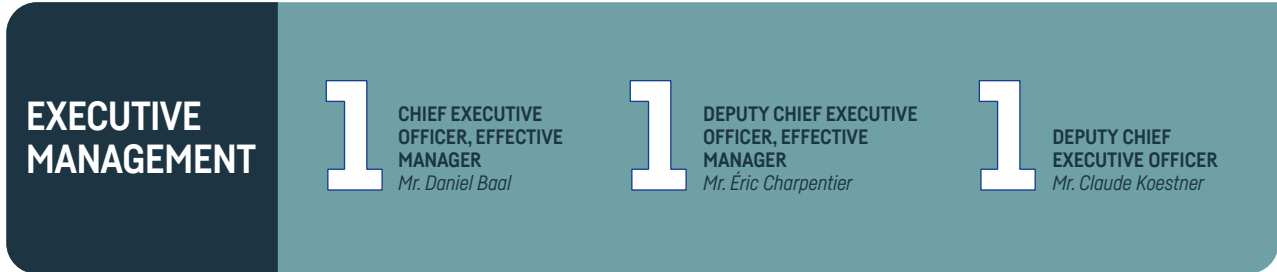 EXECUTIVE
MANAGEMENT
1
CHIEF EXECUTIVE
OFFICER, EFFECTIVE
MANAGER
Mr. Daniel Baal
1
DEPUTY CHIEF EXECUTIVE
OFFICER, EFFECTIVE
MANAGER
Mr. Éric Charpentier
1
DEPUTY CHIEF
EXECUTIVE OFFICER
Mr. Claude Koestner